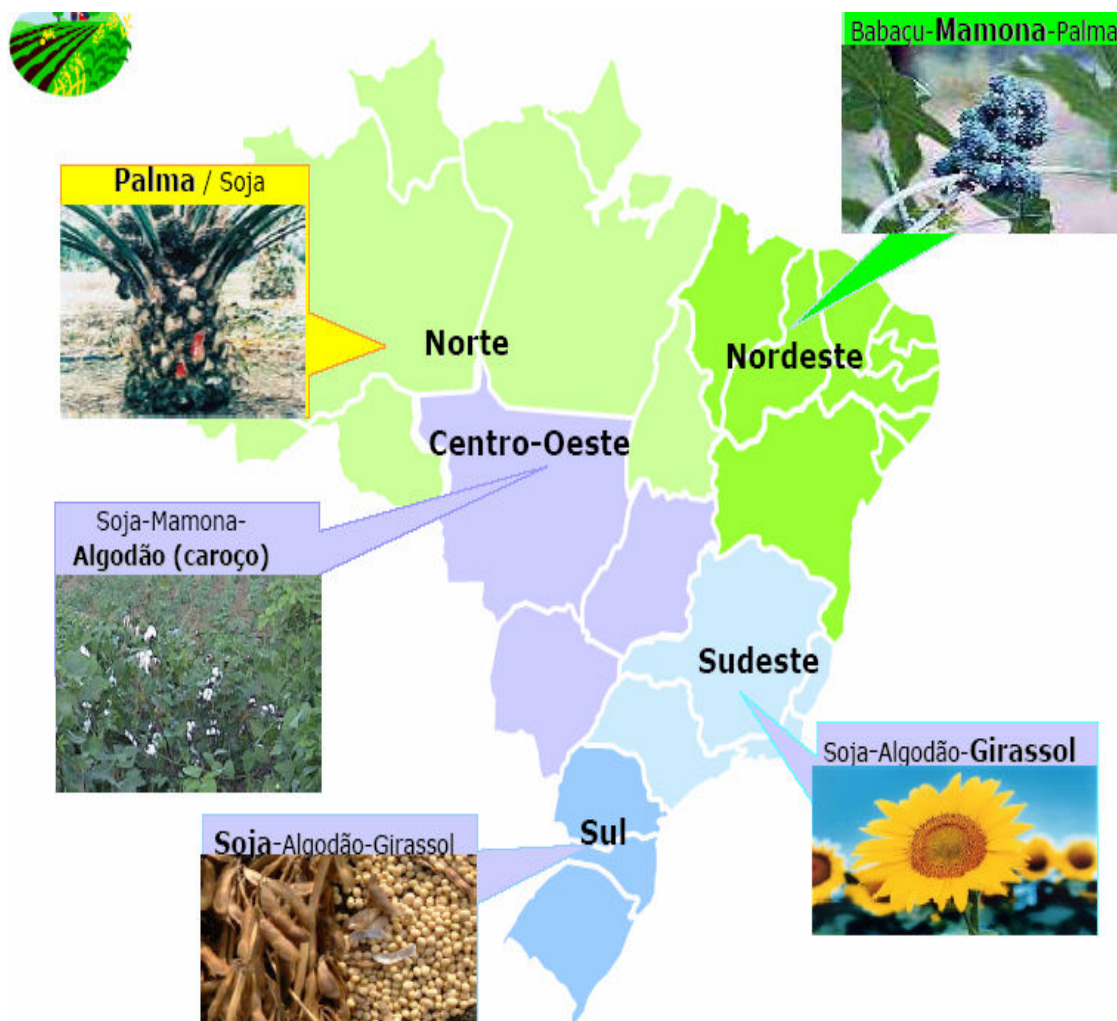 Babaçu-Mamona-Palma
Palma / Soja
Norte
Nordeste
Centro-Oeste
Soja-Mamona-
Algodão (caroço)
Sudeste
Soja-Algodão-Girassol
Sul
Soja-Algodão-Girassol